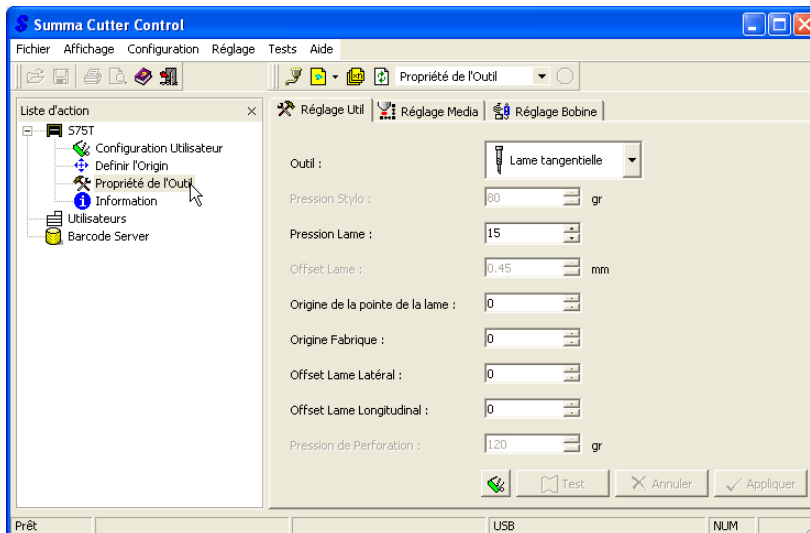 Summa Cutter Control
Fichier Affichage Configuration Réglage Tests Aide
Propriété de l'Outil
Liste d'action
S75T
Configuration Utilisateur
Definir l'Origin
Propriété de l'Outil
Information
Utilisateurs
Barcode Server
Réglage Util Réglage Media Réglage Bobine
Outil : Lame tangentielle
Pression Stylo : 80 gr
Pression Lame : 15
Offset Lame : 0.45 mm
Origine de la pointe de la lame : 0
Origine Fabrique : 0
Offset Lame Latéral : 0
Offset Lame Longitudinal : 0
Pression de Perforation : 120 gr
Test Annuler Appliquer
Prêt USB NUM